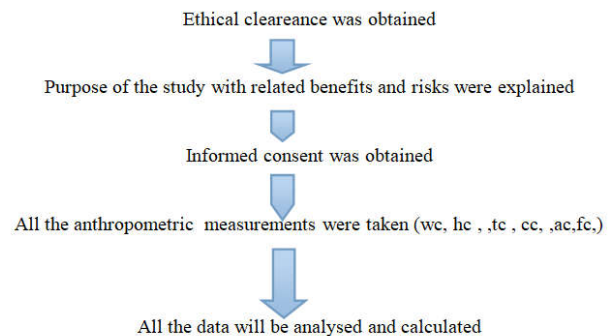 Ethical cleareance was obtained
Purpose of the study with related benefits and risks were explained
Informed consent was obtained
All the anthropometric measurements were taken (wc, hc , ,tc , cc, ,ac,fc,)
All the data will be analysed and calculated